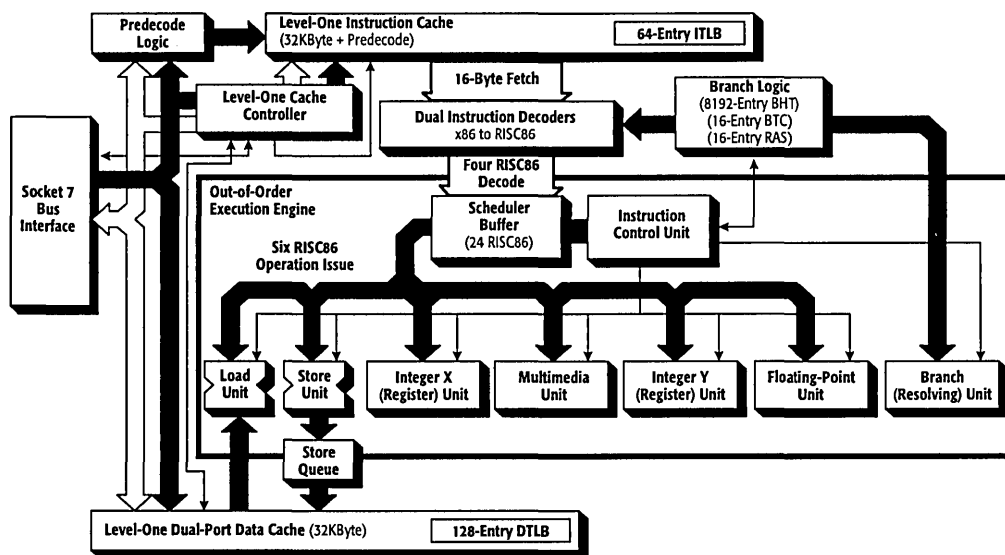 Predecode
Logic
Level-One Instruction Cache
(32KByte + Predecode)
64-Entry ITLB
16-Byte Fetch
Level-One Cache
Controller
Dual Instruction Decoders
x86 to RISC86
Branch Logic
(8192-Entry BHT)
(16-Entry BTC)
(16-Entry RAS)
Four RISC86
Decode
Socket 7
Bus
Interface
Out-of-Order
Execution Engine
Scheduler
Buffer
(24 RISC86)
Instruction
Control Unit
Six RISC86
Operation Issue
Load
Unit
Store
Unit
Integer X
(Register) Unit
Multimedia
Unit
Integer Y
(Register) Unit
Floating-Point
Unit
Branch
(Resolving) Unit
Store
Queue
Level-One Dual-Port Data Cache (32KByte)
128-Entry DTLB